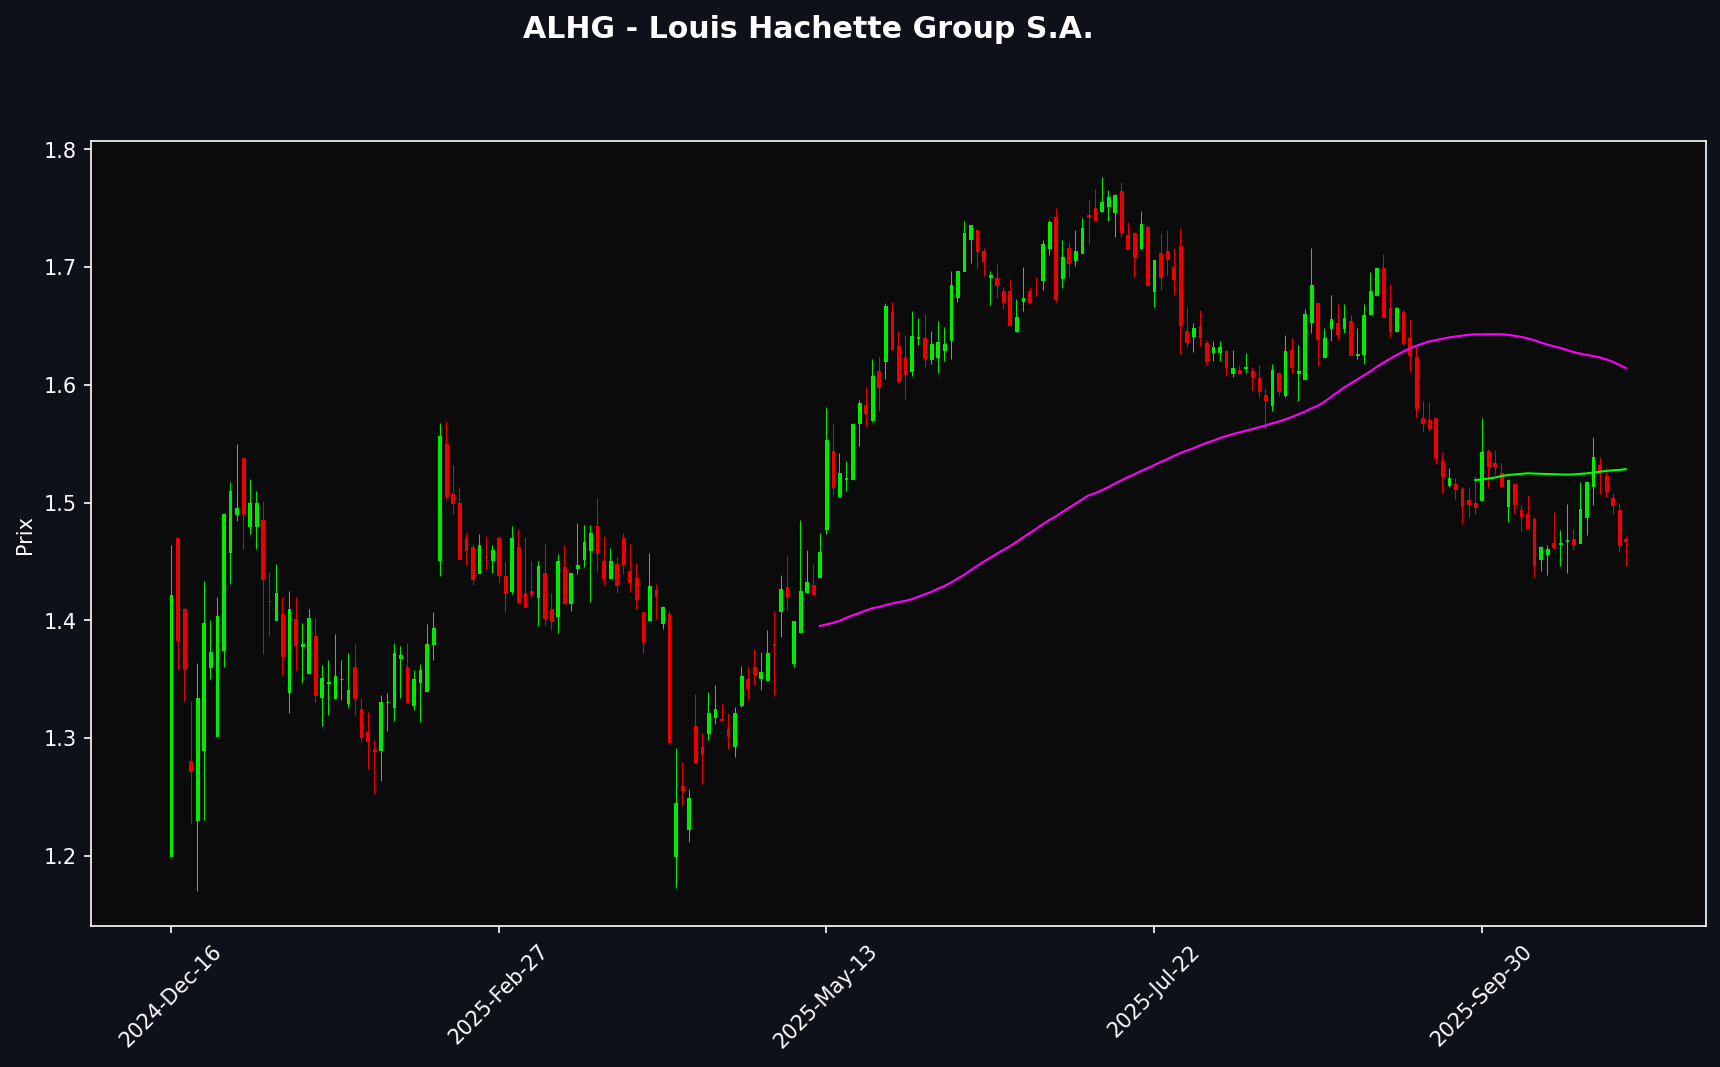 ALHG - Louis Hachette Group S.A.
Prix
1.8
1.7
1.6
1.5
1.4
1.3
1.2
2024-Dec-16
2025-Feb-27
2025-May-13
2025-Jul-22
2025-Sep-30